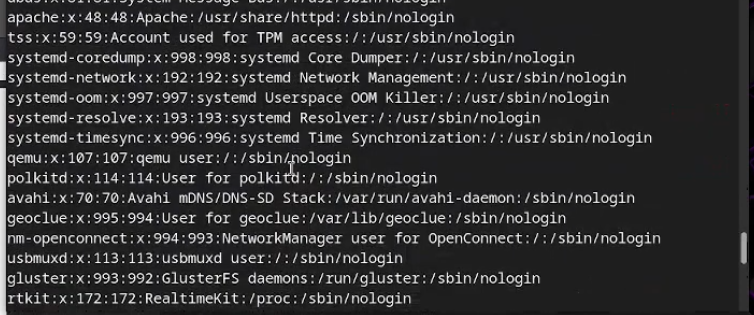 apache:x:48:48:Apache:/usr/share/httpd:/sbin/nologin
tss:x:59:59:Account used for TPM access:/:/usr/sbin/nologin
systemd-coredump:x:998:998:systemd Core Dumper:/:/usr/sbin/nologin
systemd-network:x:192:192:systemd Network Management:/:/usr/sbin/nologin
systemd-oom:x:997:997:systemd Userspace OOM Killer:/:/usr/sbin/nologin
systemd-resolve:x:193:193:systemd Resolver:/:/usr/sbin/nologin
systemd-timesync:x:996:996:systemd Time Synchronization:/:/usr/sbin/nologin
qemu:x:107:107:qemu user:/:/sbin/nologin
polkitd:x:114:114:User for polkitd:/:/sbin/nologin
avahi:x:70:70:Avahi mDNS/DNS-SD Stack:/var/run/avahi-daemon:/sbin/nologin
geoclue:x:995:994:User for geoclue:/var/lib/geoclue:/sbin/nologin
nm-openconnect:x:994:993:NetworkManager user for OpenConnect:/:/sbin/nologin
usbmuxd:x:113:113:usbmuxd user:/:/sbin/nologin
gluster:x:993:992:GlusterFS daemons:/run/gluster:/sbin/nologin
rtkit:x:172:172:RealtimeKit:/proc:/sbin/nologin